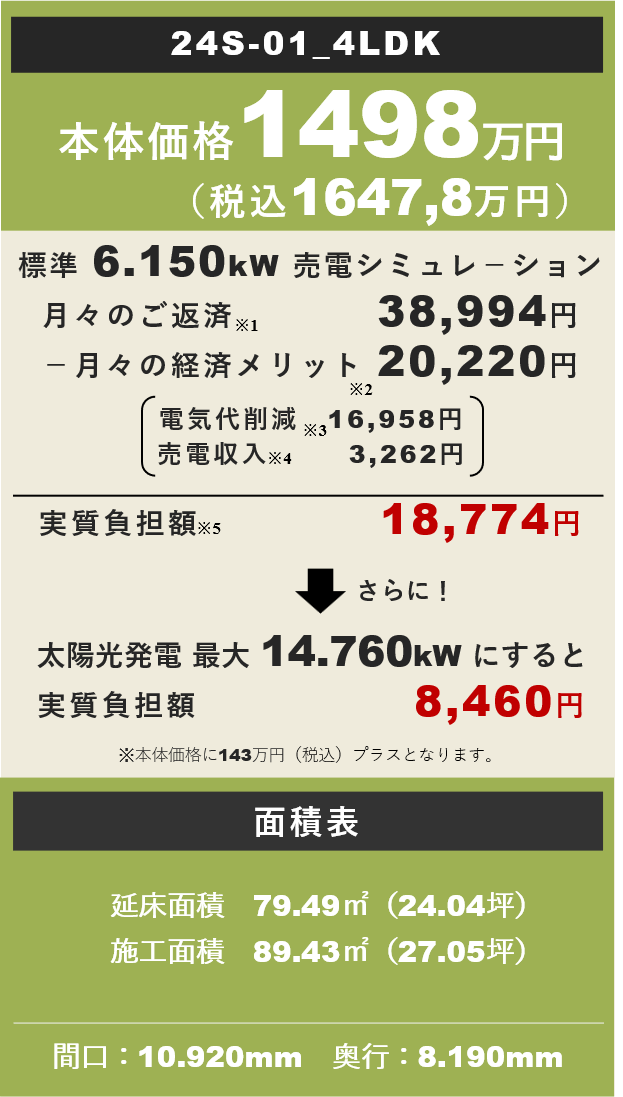 24S-01_4LDK
本体価格1498万円
（税込1647,8万円）
標準 6.150kW 売電シミュレーション
月々のご返済※1 38,994円
－月々の経済メリット 20,220円
※2
電気代削減※3 16,958円
売電収入※4 3,262円
実質負担額※5 18,774円
さらに！
太陽光発電 最大 14.760kW にすると
実質負担額 8,460円
※本体価格に143万円（税込）プラスとなります。
面積表
延床面積 79.49㎡（24.04坪）
施工面積 89.43㎡（27.05坪）
間口：10.920mm 奥行：8.190mm